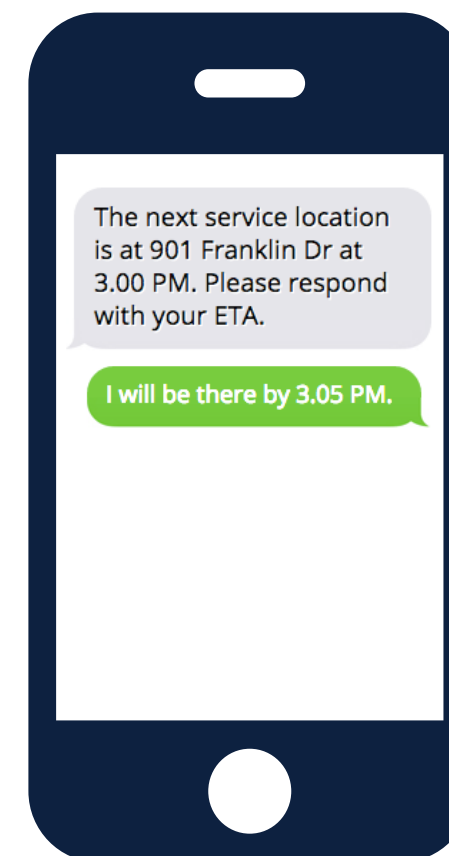 The next service location
is at 901 Franklin Dr at
3.00 PM. Please respond
with your ETA.
I will be there by 3.05 PM.